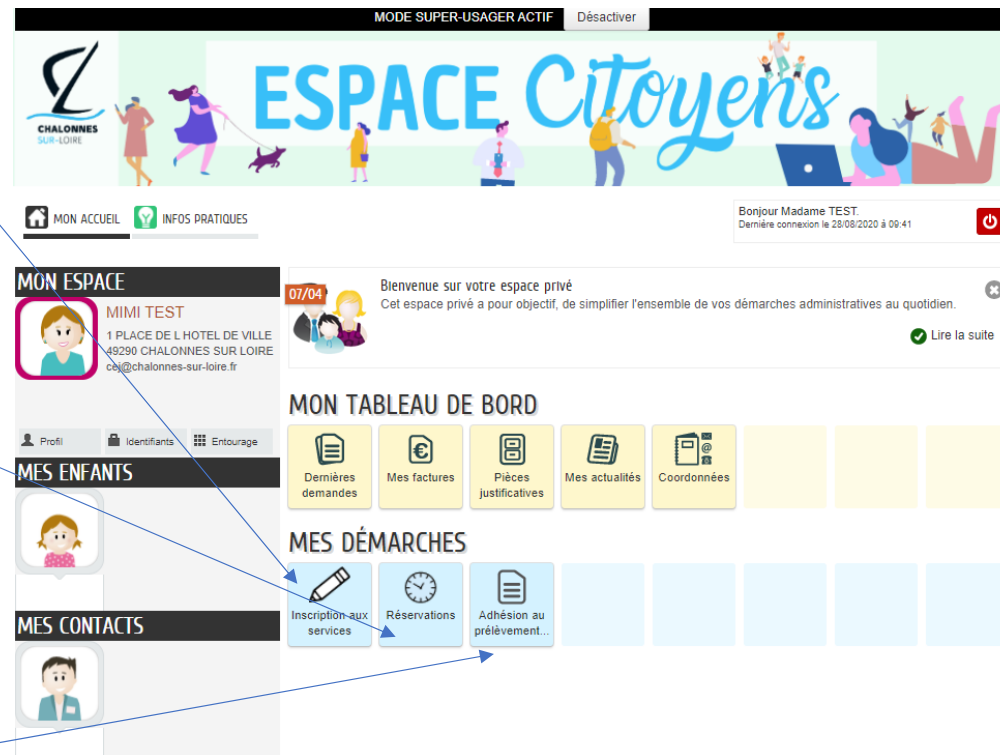 MODE SUPER-USAGER ACTIF Désactiver
CHALONNES
SUR-LOIRE
ESPACE Citoyens
MON ACCUEIL INFOS PRATIQUES
Bonjour Madame TEST.
Dernière connexion le 28/08/2020 à 09:41
MON ESPACE
MIMI TEST
1 PLACE DE L HOTEL DE VILLE
49290 CHALONNES SUR LOIRE
cej@chalonnes-sur-loire.fr
Profil Identifiants Entourage
MES ENFANTS
MES CONTACTS
07/04
Bienvenue sur votre espace privé
Cet espace privé a pour objectif, de simplifier l'ensemble de vos démarches administratives au quotidien.
Lire la suite
MON TABLEAU DE BORD
Dernières demandes
Mes factures
Pièces justificatives
Mes actualités
Coordonnées
MES DÉMARCHES
Inscription aux services
Réservations
Adhésion au prélèvement...